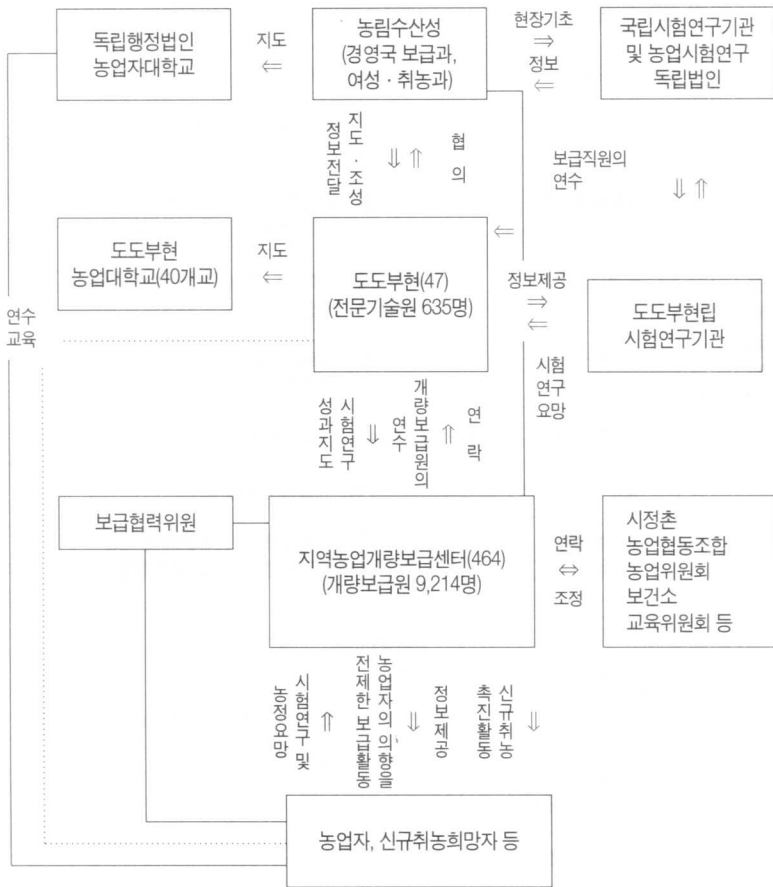 독립행정법인
농업자대학교
지도
⇐
농림수산성
(경영국 보급과,
여성 · 취농과)
현장기초
⇒
정보
⇐
국립시험연구기관
및 농업시험연구
독립법인
정보전달
지도 · 조성
⇓⇑
협 의
보급직원의
연수
⇓⇑
도도부현
농업대학교(40개교)
지도
⇐
도도부현(47)
(전문기술원 635명)
⇐
정보제공
⇒
⇐
도도부현립
시험연구기관
연수
교육
시험
연구
요망
성과지도
시험연구
⇓
연수
개량보급원의
⇑
연 락
보급협력위원
지역농업개량보급센터(464)
(개량보급원 9,214명)
연락
⇔
조정
시정촌
농업협동조합
농업위원회
보건소
교육위원회 등
농정요망
시험연구 및
⇑
전제한 보급활동
농업자의 의향을
⇓
정보제공
촉진활동
신규취농
⇓
농업자, 신규취농희망자 등